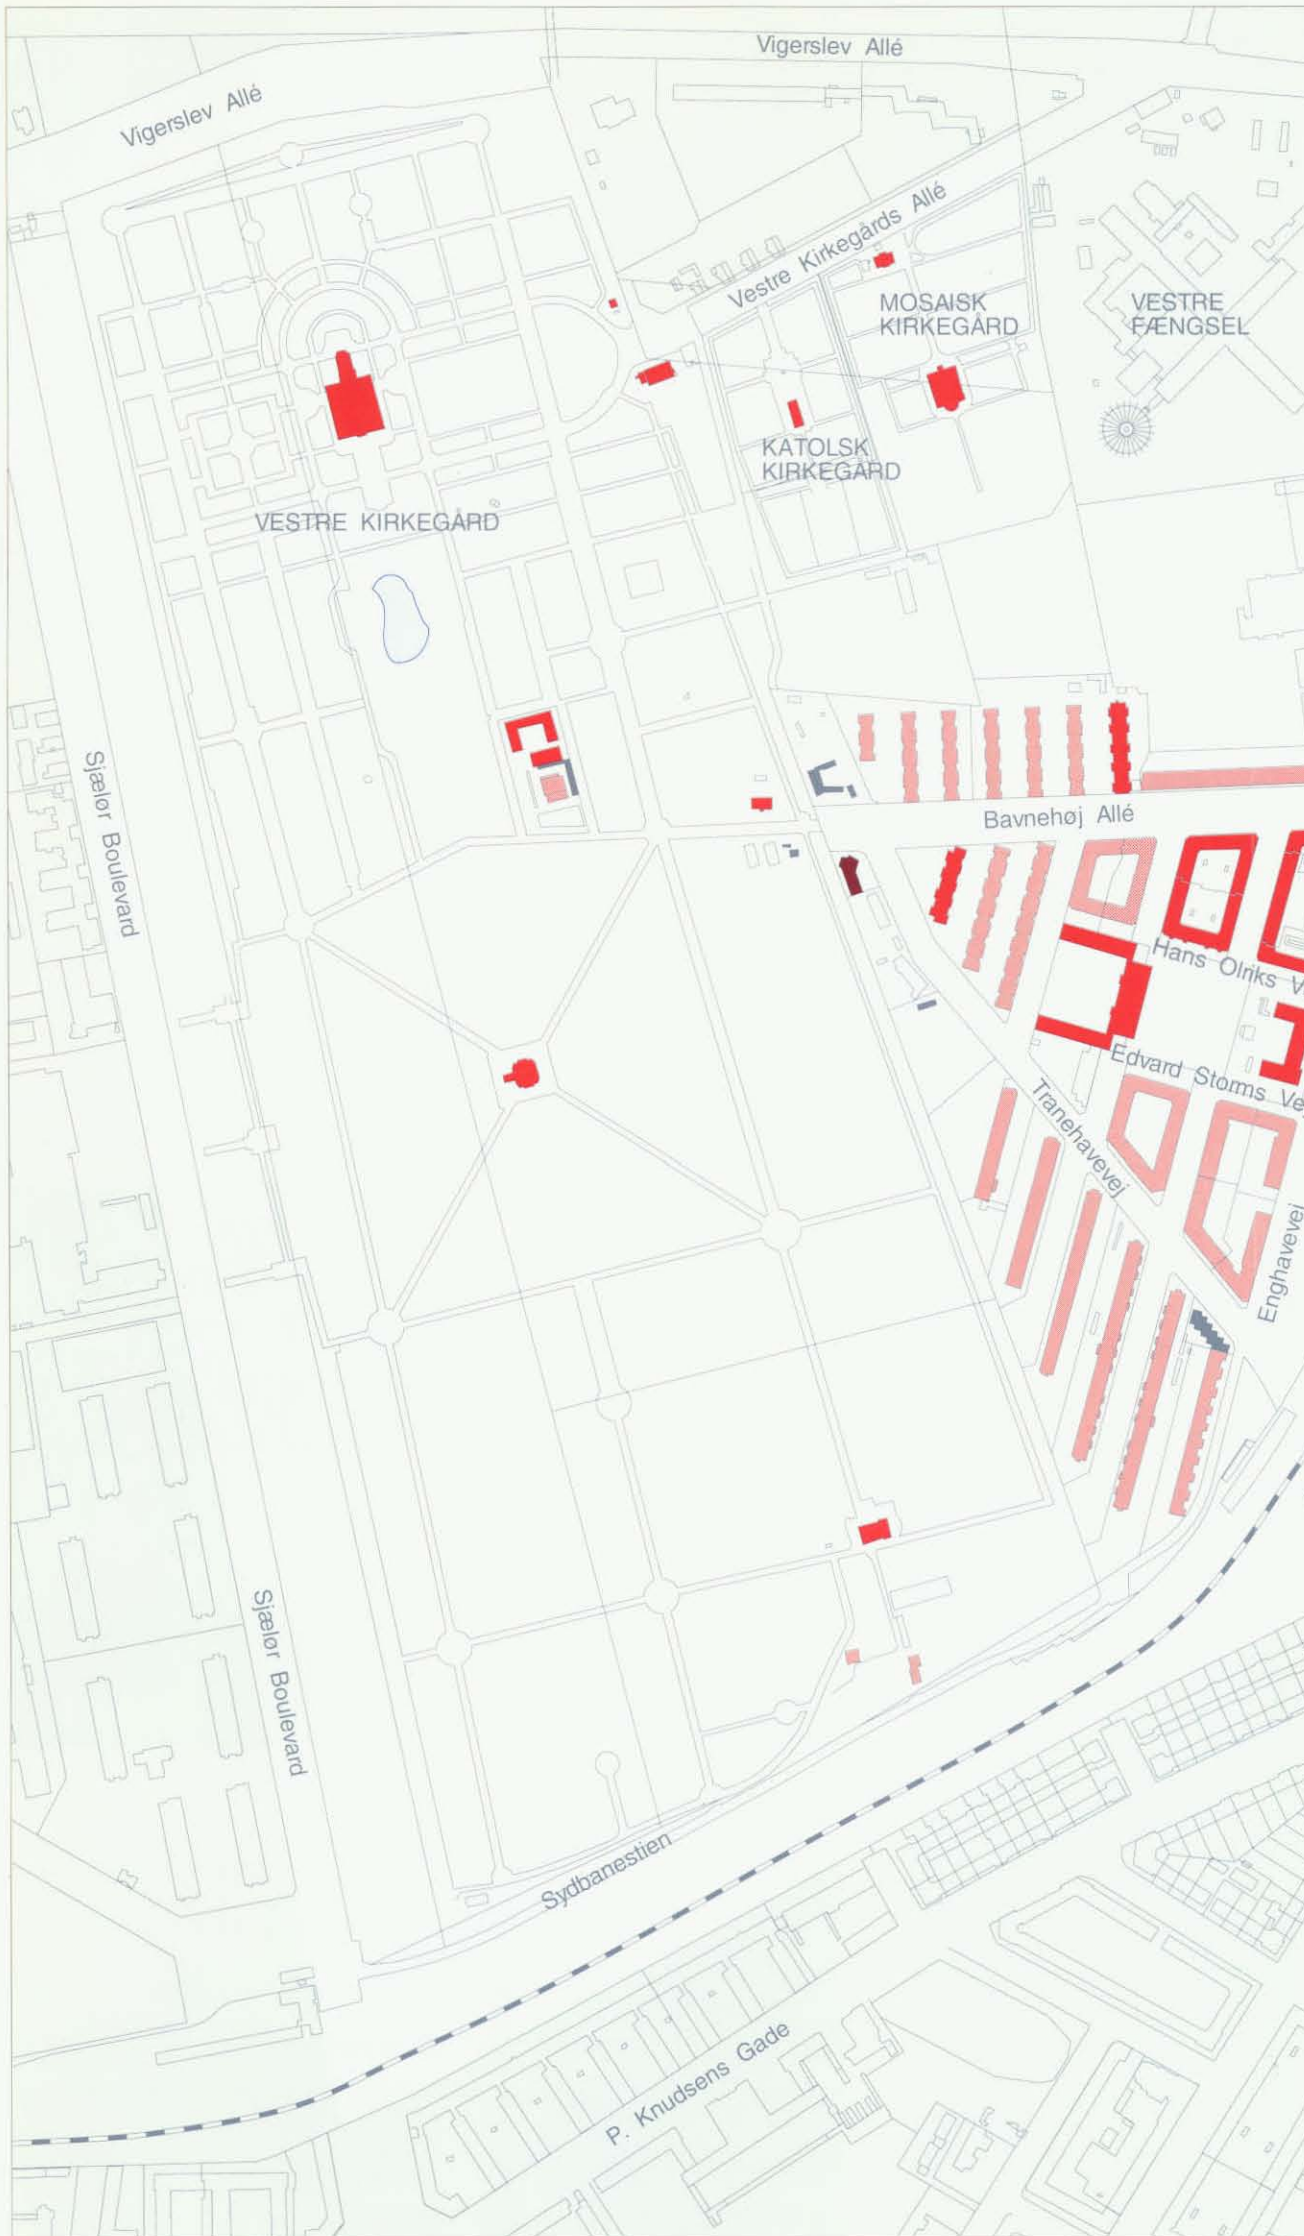 Vigerslev Allé
Vigerslev Allé
Vestre Kirkegårds Allé
MOSAISK
KIRKEGÅRD
VESTRE
FÆNGSEL
KATOLSK
KIRKEGÅRD
VESTRE KIRKEGÅRD
Sjælør Boulevard
Bavnehøj Allé
Hans Olriks V
Edvard Storms Ve
Tranehavevej
Enghavevej
Sjælør Boulevard
Sydbanestien
P. Knudsens Gade